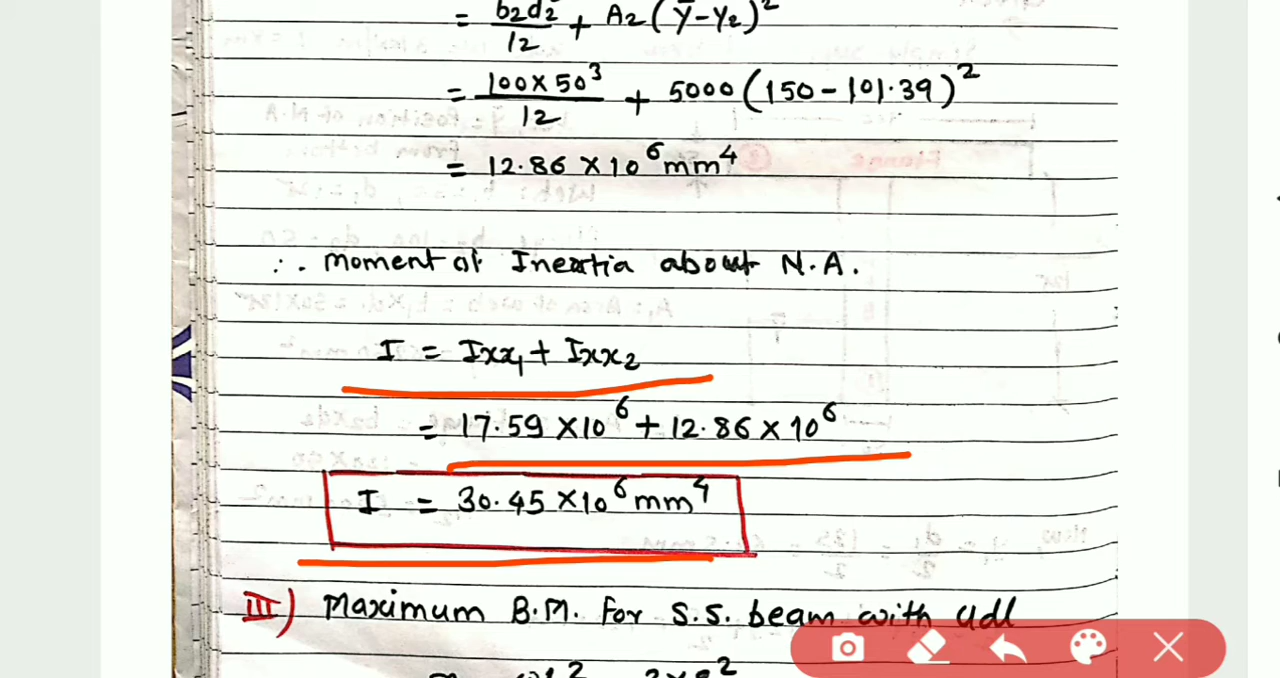 = b2d2 / 12 + A2 (ȳ-y2)²
= 100×50³ / 12 + 5000 (150-101.39)²
= 12.86 ×10⁶ mm⁴
∴ moment of Inertia about N.A.
I = Ixx₁ + Ixx₂
= 17.59 ×10⁶ + 12.86 ×10⁶
I = 30.45 ×10⁶ mm⁴
III) Maximum B.M. For S.S. beam with udl